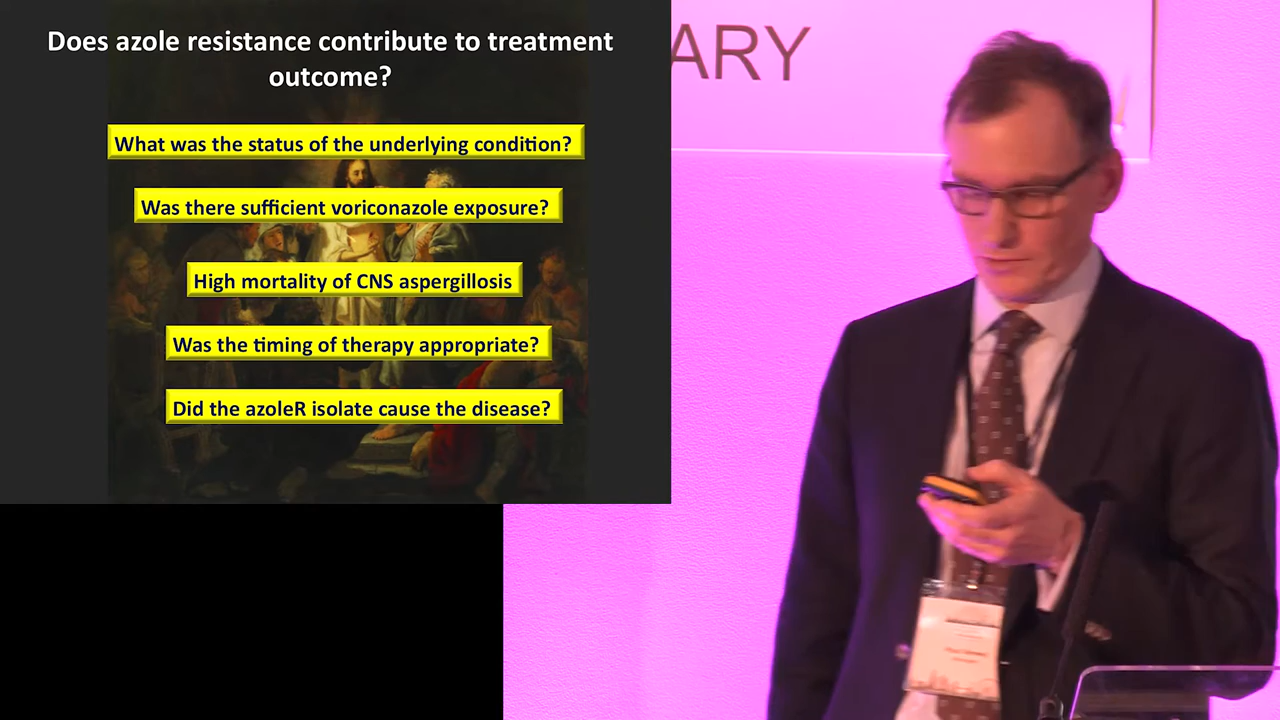 Does azole resistance contribute to treatment
outcome?
What was the status of the underlying condition?
Was there sufficient voriconazole exposure?
High mortality of CNS aspergillosis
Was the timing of therapy appropriate?
Did the azoleR isolate cause the disease?
ARY